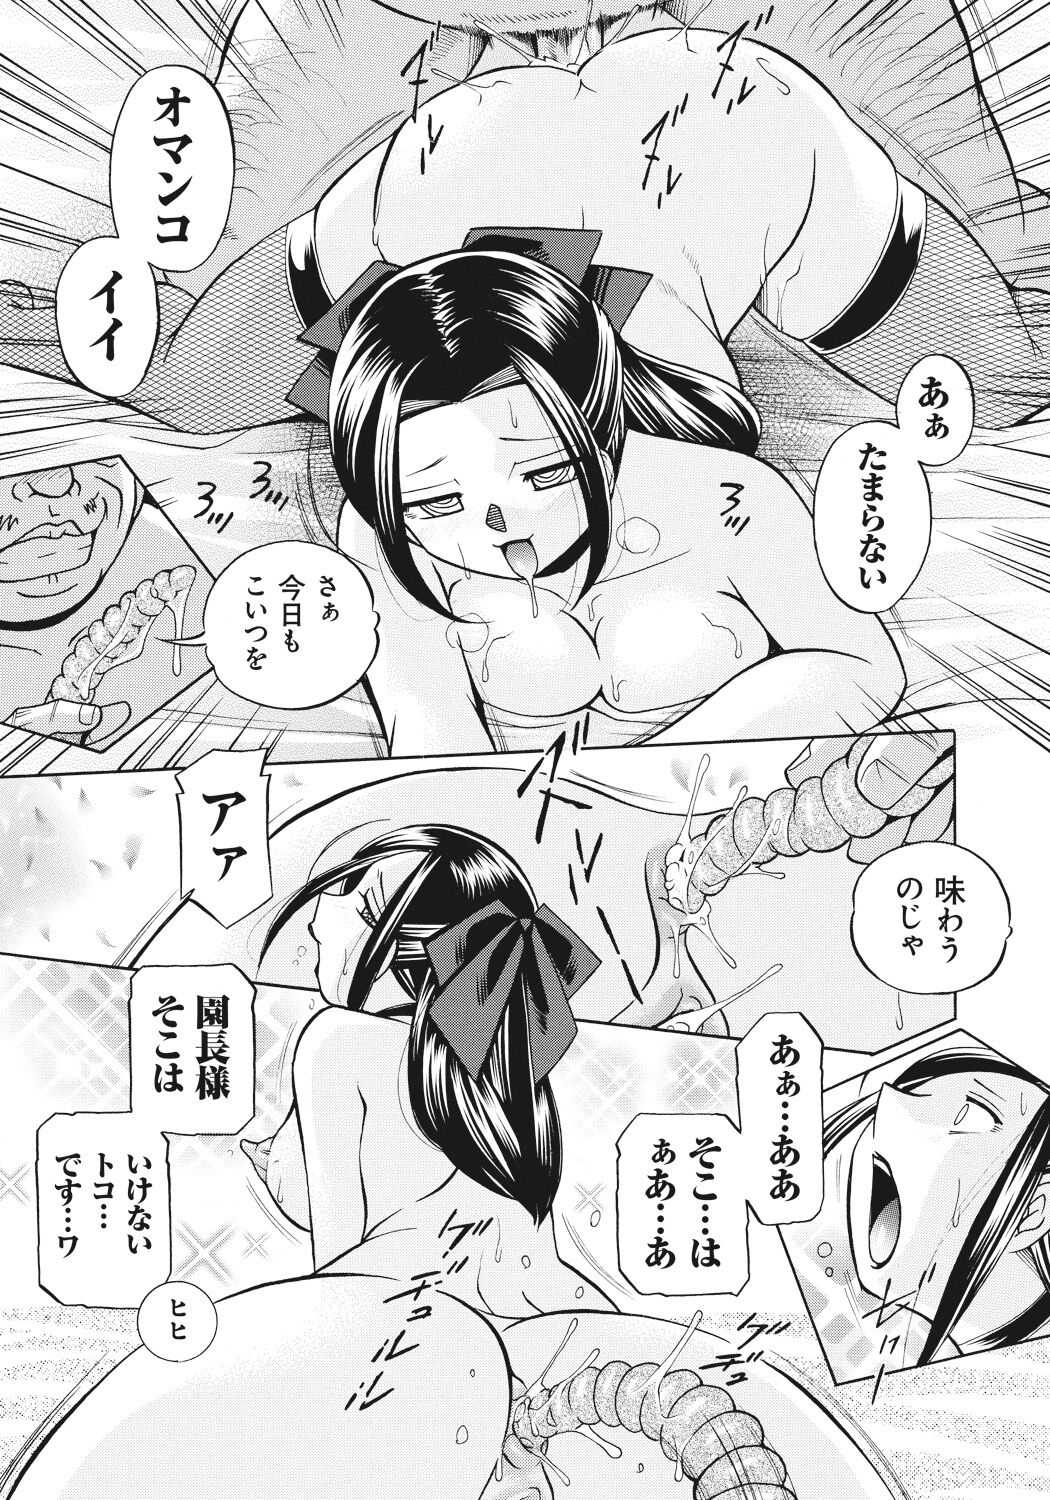 あぁ
たまらない
オマンコ
イイ
さぁ
今日も
こいつを
味わう
のじゃ
アァ
あぁ…ああ
そこ…は
ぁあ…あ
園長様
そこは
いけない
トコ…
です…ワ
ヒヒ